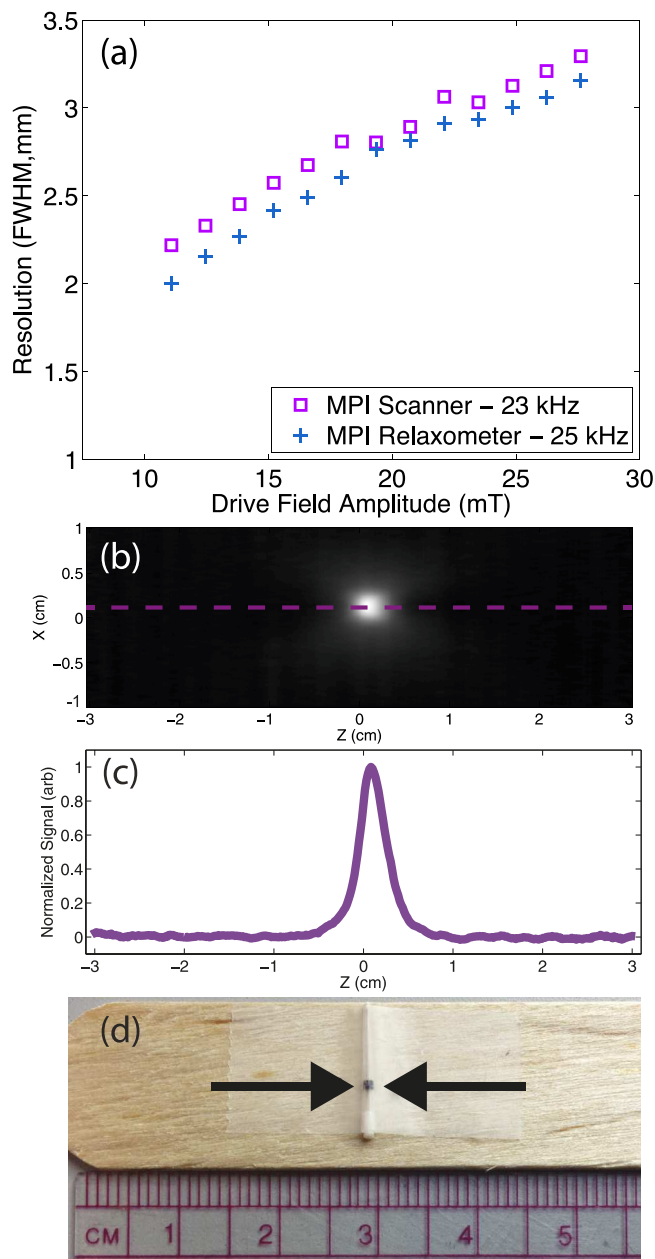 (a)
3.5
3
2.5
2
1.5
1
Resolution (FWHM,mm)
MPI Scanner – 23 kHz
MPI Relaxometer – 25 kHz
10 15 20 25 30
Drive Field Amplitude (mT)
(b)
1
0.5
0
−0.5
-1
X (cm)
−3 −2 −1 0 1 2 3
Z (cm)
(c)
1
0.8
0.6
0.4
0.2
0
Normalized Signal (arb)
−3 −2 −1 0 1 2 3
Z (cm)
(d)
CM 1 2 3 4 5